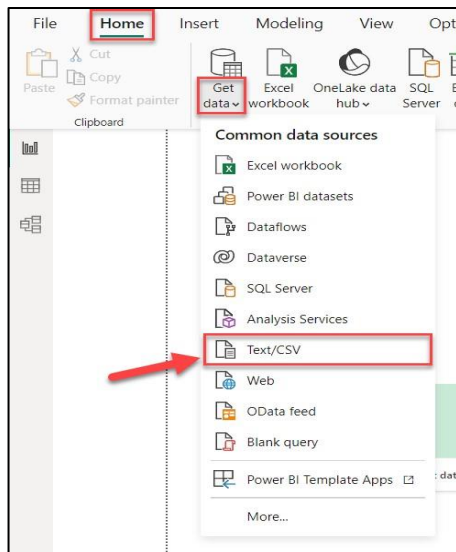 File Home Insert Modeling View Opt
Cut
Copy
Paste
Format painter
Clipboard
Get data
Excel workbook
OneLake data hub
SQL Server
Common data sources
Excel workbook
Power BI datasets
Dataflows
Dataverse
SQL Server
Analysis Services
Text/CSV
Web
OData feed
Blank query
Power BI Template Apps
More...
dat